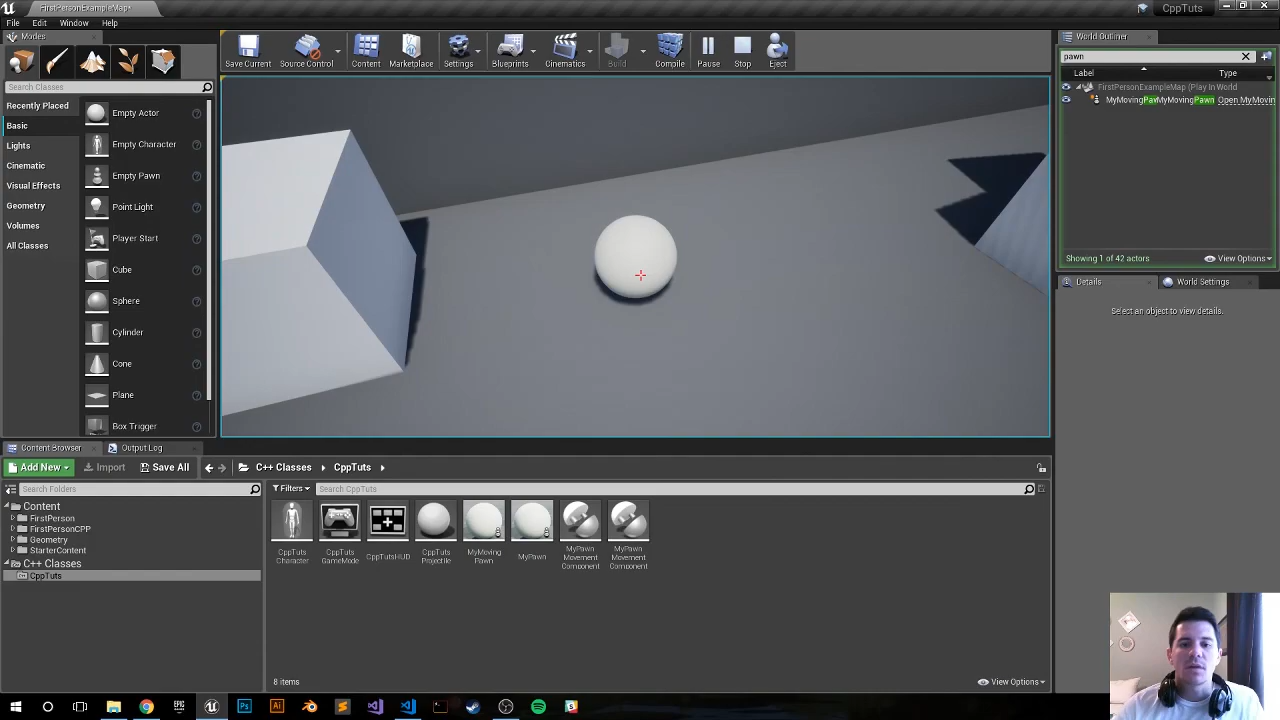 FirstPersonExampleMap*
CppTuts
File Edit Window Help
Modes
Search Classes
Recently Placed
Basic
Lights
Cinematic
Visual Effects
Geometry
Volumes
All Classes
Empty Actor
Empty Character
Empty Pawn
Point Light
Player Start
Cube
Sphere
Cylinder
Cone
Plane
Box Trigger
Save Current
Source Control
Content
Marketplace
Settings
Blueprints
Cinematics
Build
Compile
Pause
Stop
Eject
World Outliner
pawn
Label Type
FirstPersonExampleMap (Play In World
MyMovingPawMyMovingPawn Open MyMovin
Showing 1 of 42 actors View Options
Details World Settings
Select an object to view details.
Content Browser Output Log
Add New Import Save All C++ Classes CppTuts
Search Folders
Content
FirstPerson
FirstPersonCPP
Geometry
StarterContent
C++ Classes
CppTuts
Filters Search CppTuts
CppTuts
Character
CppTuts
GameMode
CppTutsHUD
CppTuts
Projectile
MyMoving
Pawn
MyPawn
MyPawn
Movement
Component
MyPawn
Movement
Component
8 items View Options